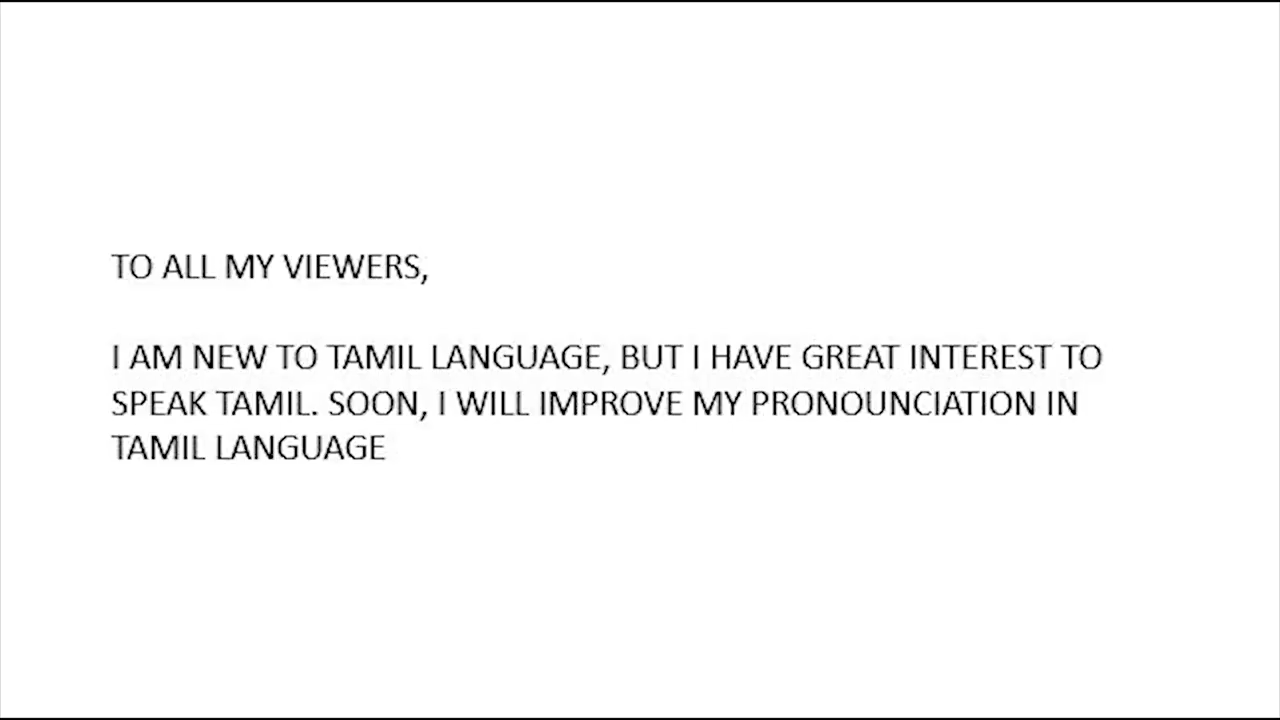 TO ALL MY VIEWERS,
I AM NEW TO TAMIL LANGUAGE, BUT I HAVE GREAT INTEREST TO
SPEAK TAMIL. SOON, I WILL IMPROVE MY PRONOUNCIATION IN
TAMIL LANGUAGE